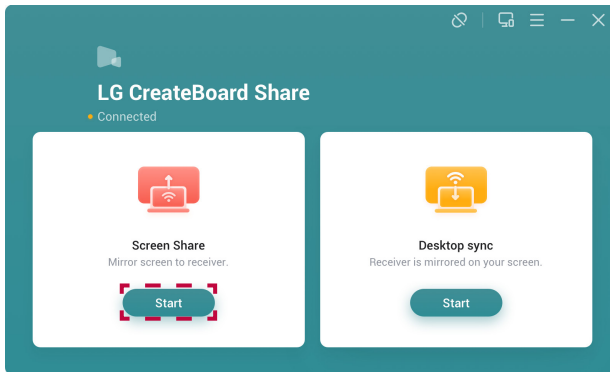 LG CreateBoard Share
Connected
Screen Share
Mirror screen to receiver.
Start
Desktop sync
Receiver is mirrored on your screen.
Start